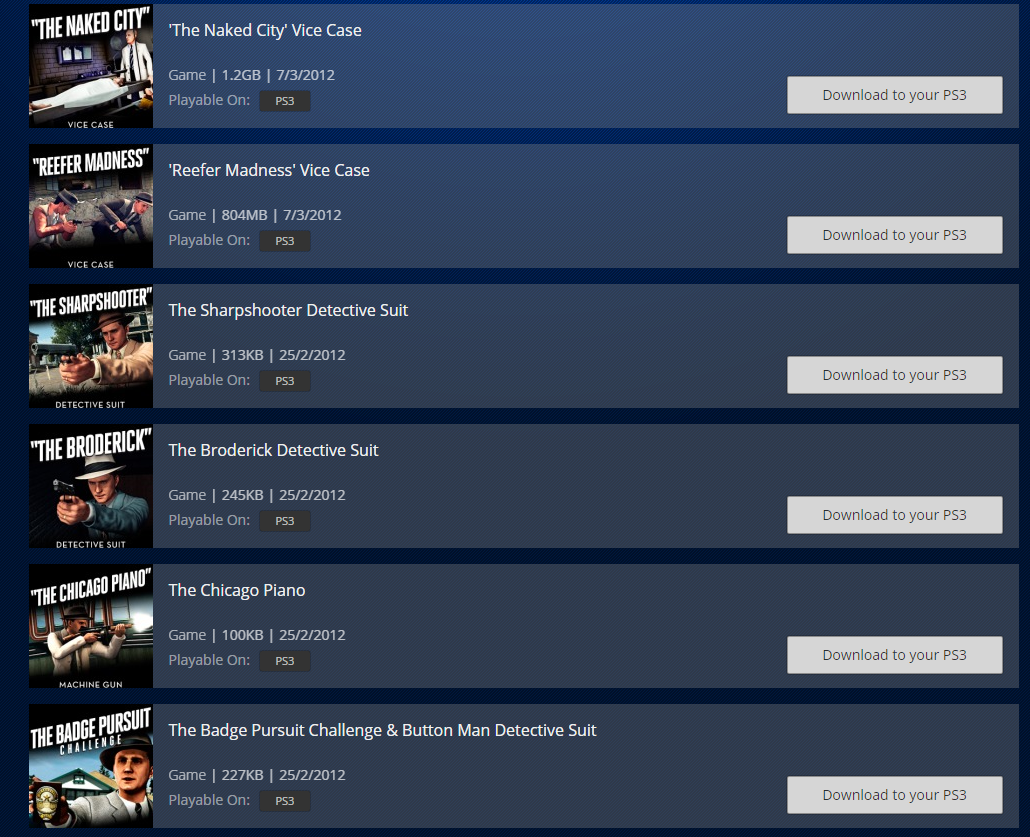 "THE NAKED CITY"
VICE CASE
'The Naked City' Vice Case
Game | 1.2GB | 7/3/2012
Playable On: PS3
Download to your PS3
"REEFER MADNESS"
VICE CASE
'Reefer Madness' Vice Case
Game | 804MB | 7/3/2012
Playable On: PS3
Download to your PS3
"THE SHARPSHOOTER"
DETECTIVE SUIT
The Sharpshooter Detective Suit
Game | 313KB | 25/2/2012
Playable On: PS3
Download to your PS3
"THE BRODERICK"
DETECTIVE SUIT
The Broderick Detective Suit
Game | 245KB | 25/2/2012
Playable On: PS3
Download to your PS3
"THE CHICAGO PIANO"
MACHINE GUN
The Chicago Piano
Game | 100KB | 25/2/2012
Playable On: PS3
Download to your PS3
THE BADGE PURSUIT
CHALLENGE
The Badge Pursuit Challenge & Button Man Detective Suit
Game | 227KB | 25/2/2012
Playable On: PS3
Download to your PS3